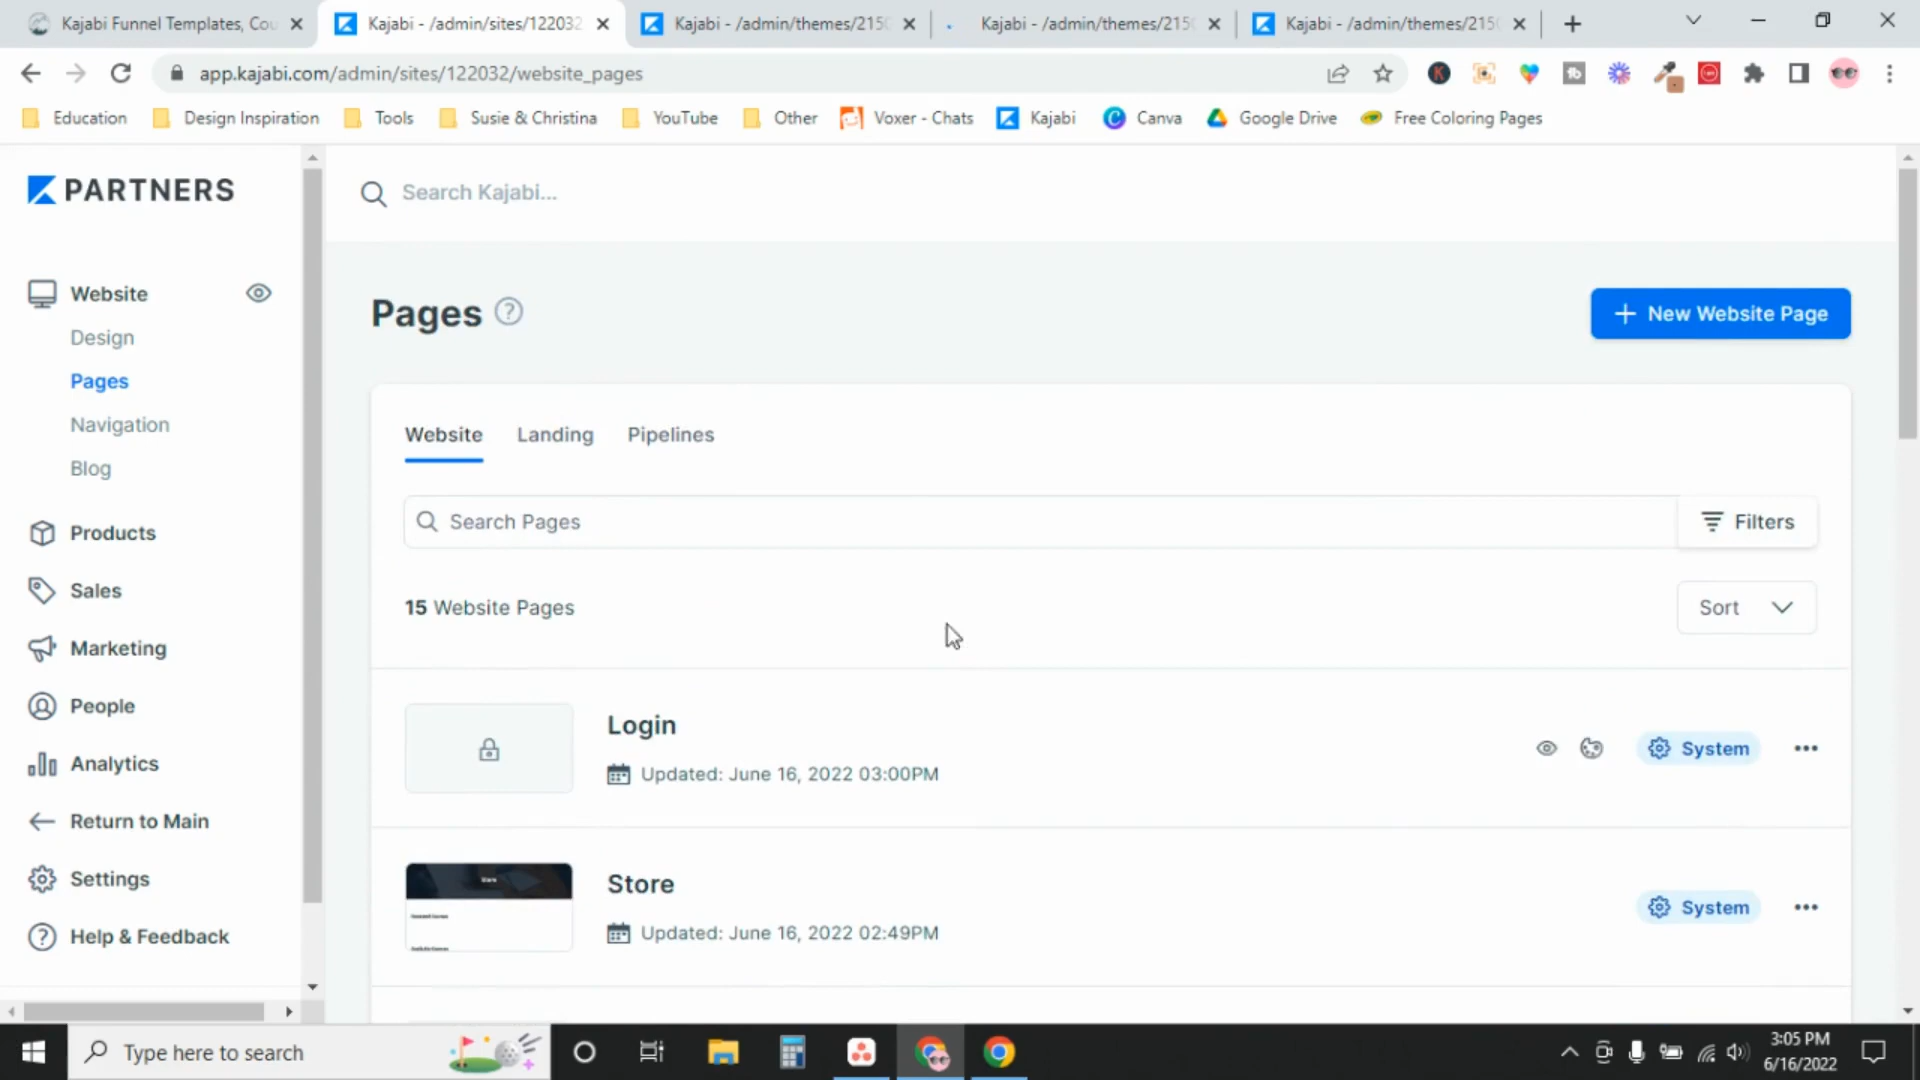 Kajabi Funnel Templates, Cou
Kajabi - /admin/sites/122032
Kajabi - /admin/themes/215
Kajabi - /admin/themes/215
Kajabi - /admin/themes/215
app.kajabi.com/admin/sites/122032/website_pages
Education
Design Inspiration
Tools
Susie & Christina
YouTube
Other
Voxer - Chats
Kajabi
Canva
Google Drive
Free Coloring Pages
PARTNERS
Search Kajabi...
Website
Design
Pages
Navigation
Blog
Products
Sales
Marketing
People
Analytics
Return to Main
Settings
Help & Feedback
Pages
New Website Page
Website
Landing
Pipelines
Search Pages
Filters
15 Website Pages
Sort
Login
Updated: June 16, 2022 03:00PM
System
Store
Store
Updated: June 16, 2022 02:49PM
System
Type here to search
3:05 PM
6/16/2022